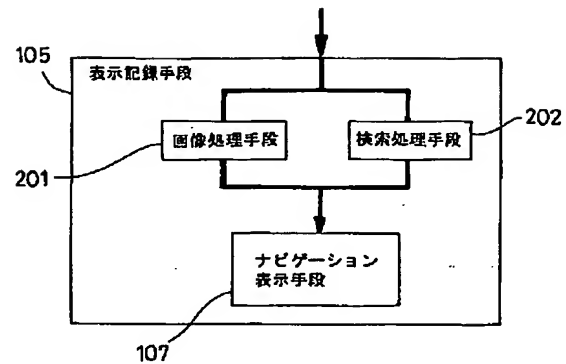 105
表示記録手段
画像処理手段
検索処理手段
202
201
ナビゲーション
表示手段
107